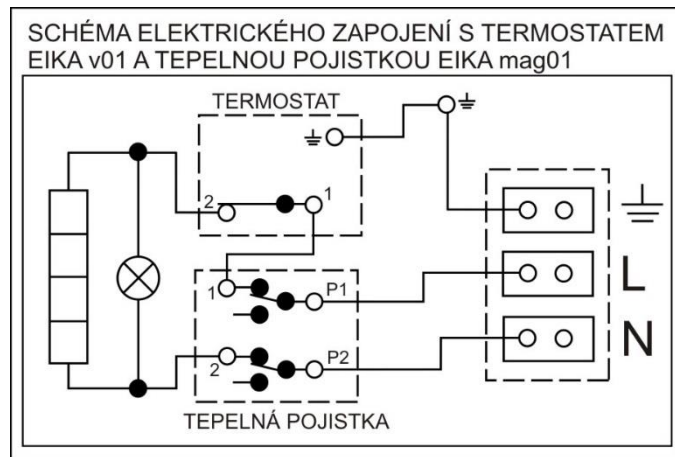 SCHÉMA ELEKTRICKÉHO ZAPOJENÍ S TERMOSTATEM
EIKA v01 A TEPELNOU POJISTKOU EIKA mag01
TERMOSTAT
2 1
1 P1
L
2 P2
N
TEPELNÁ POJISTKA